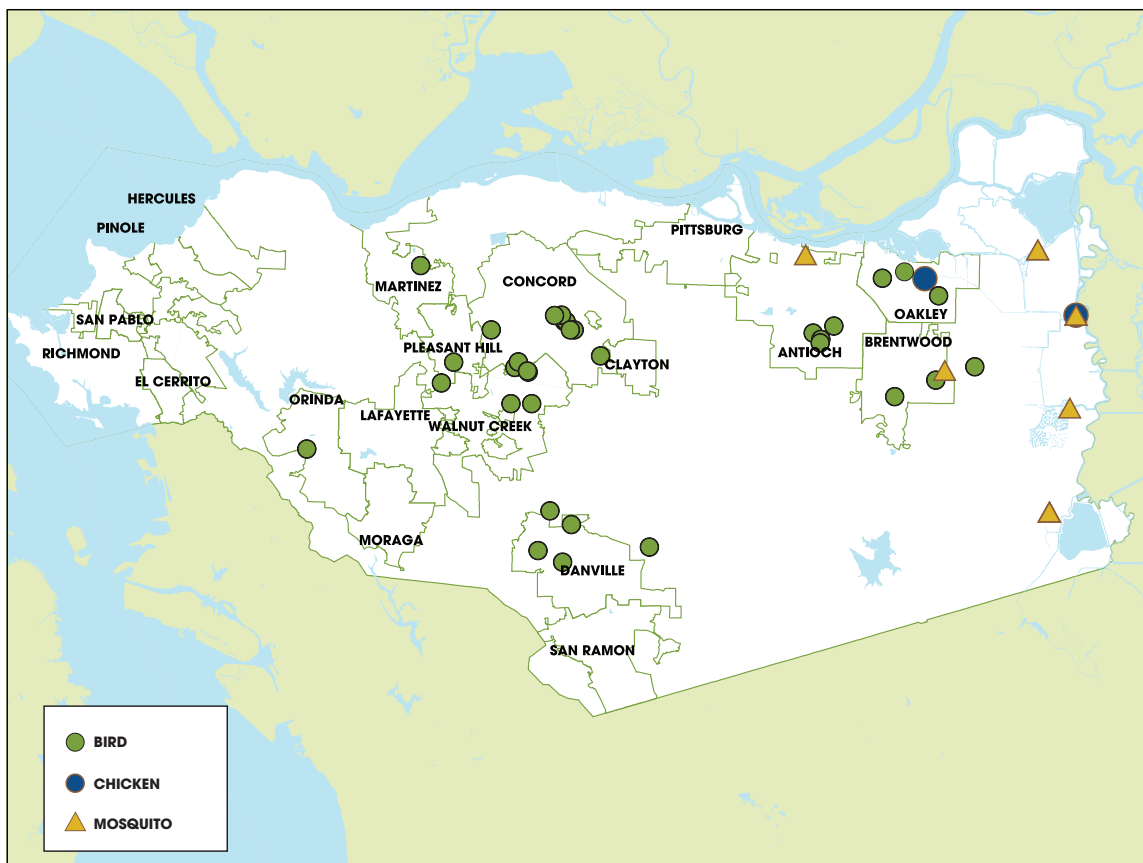 HERCULES
PINOLE
PITTSBURG
CONCORD
MARTINEZ
SAN PABLO
OAKLEY
RICHMOND
PLEASANT HILL
BRENTWOOD
ANTIOCH
CLAYTON
EL CERRITO
ORINDA
LAFAYETTE
WALNUT CREEK
MORAGA
DANVILLE
SAN RAMON
BIRD
CHICKEN
MOSQUITO